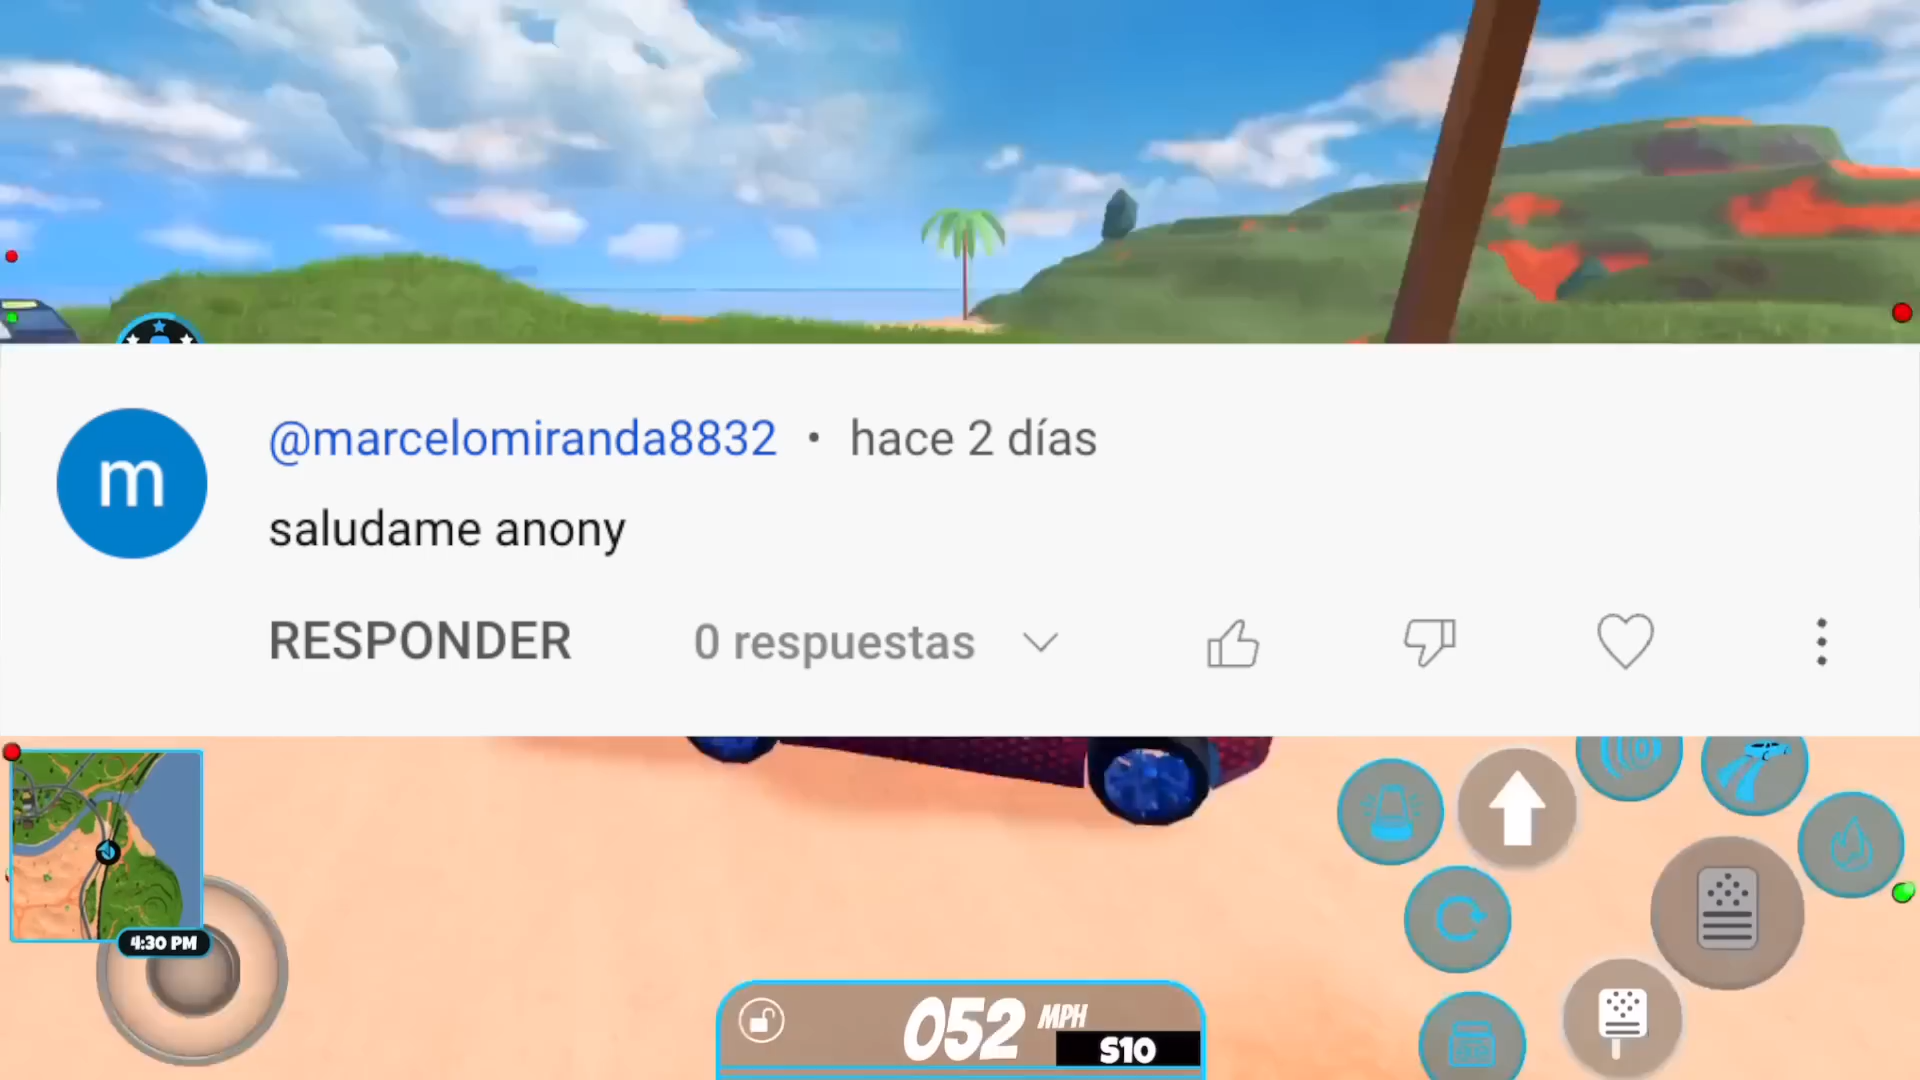 @marcelomiranda8832 • hace 2 días
m
saludame anony
RESPONDER 0 respuestas
4:30 PM
052 MPH
S10